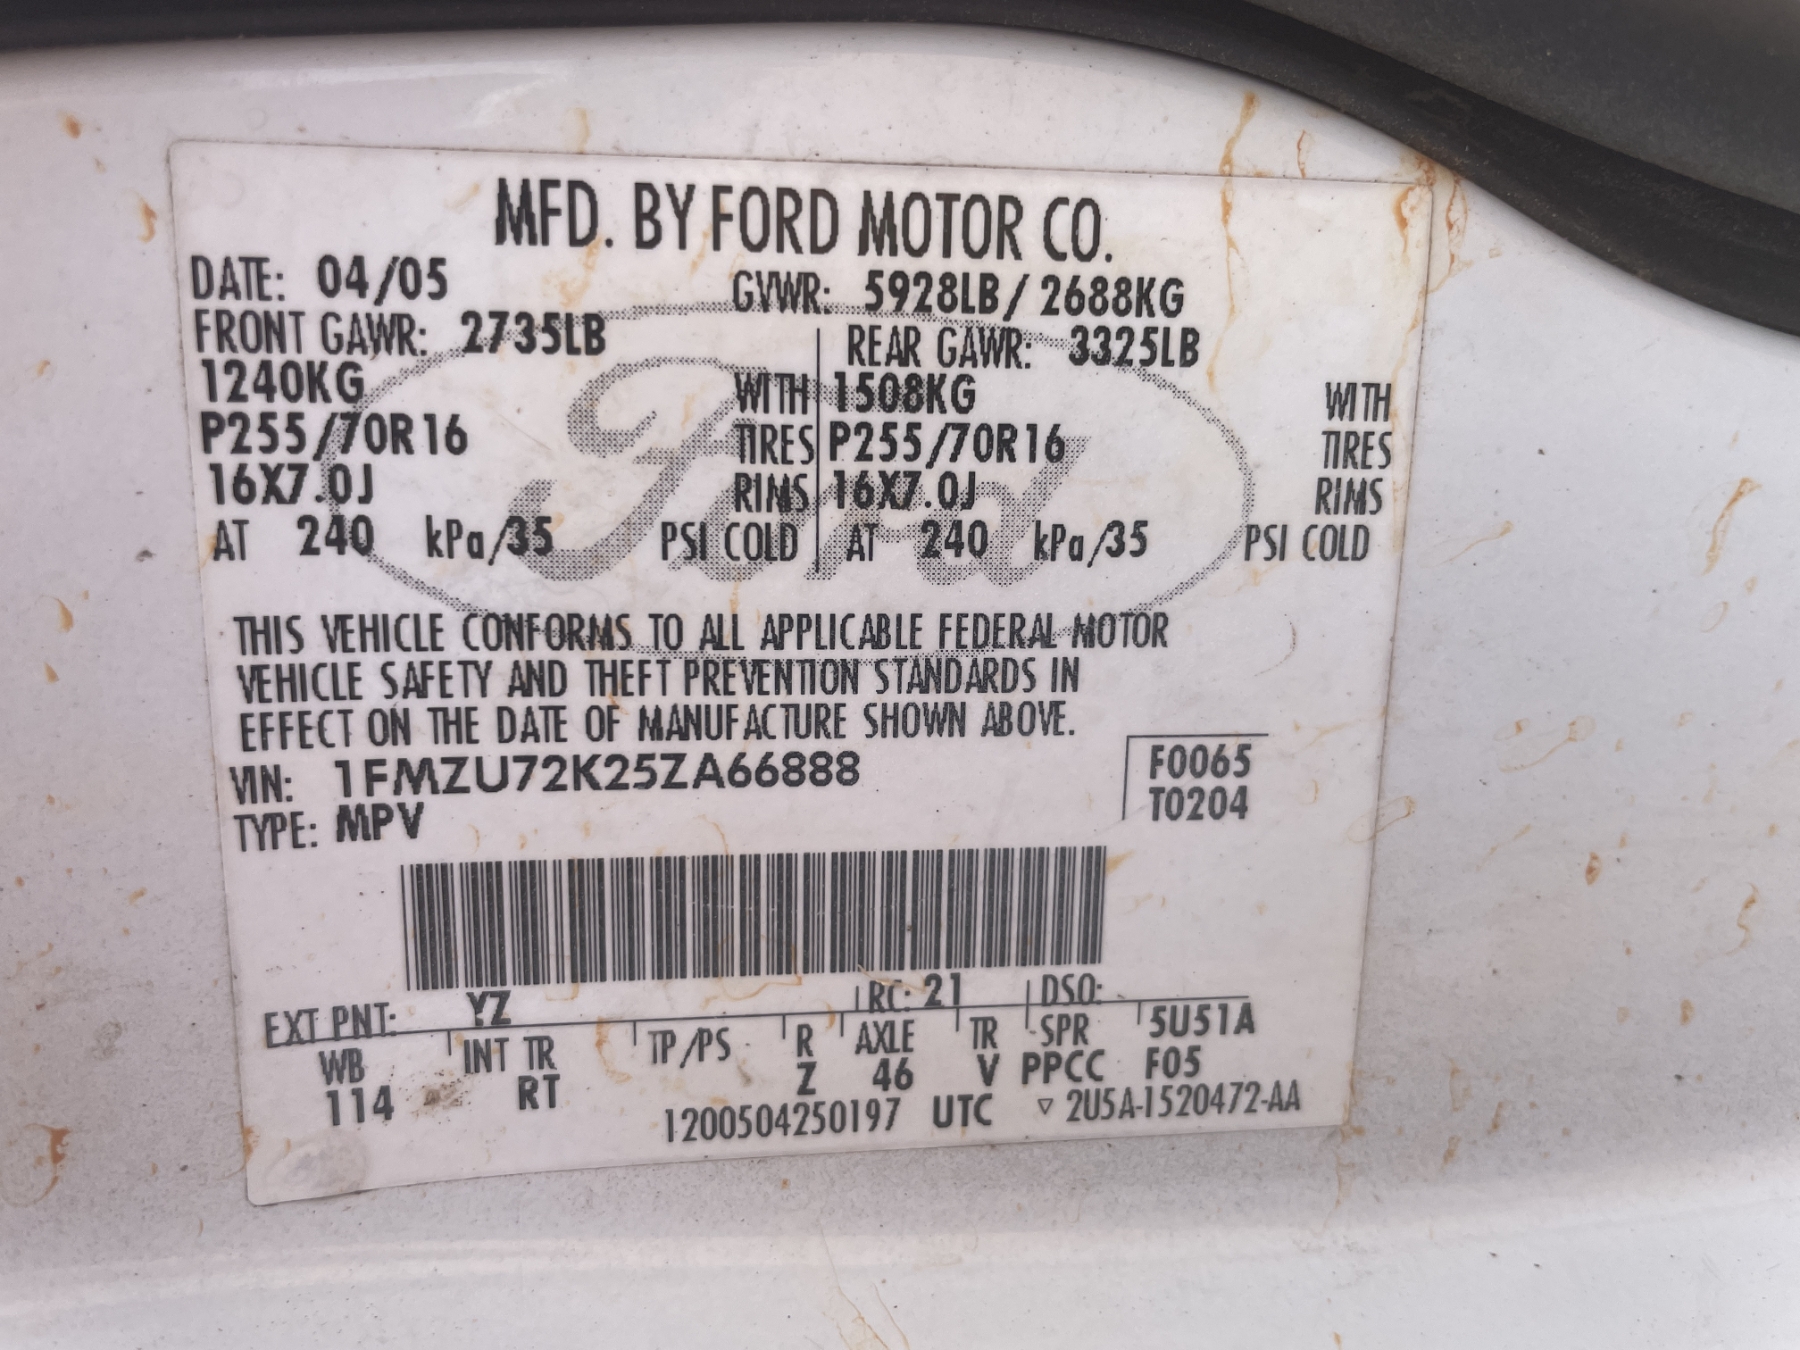 MFD. BY FORD MOTOR CO.
DATE: 04/05 GVWR: 5928LB/2688KG
FRONT GAWR: 2735LB REAR GAWR: 3325LB
1240KG WITH 1508KG WITH
P255/70R16 TIRES P255/70R16 TIRES
16X7.0J RIMS 16X7.0J RIMS
AT 240 kPa/35 PSI COLD AT 240 kPa/35 PSI COLD
Ford
THIS VEHICLE CONFORMS TO ALL APPLICABLE FEDERAL MOTOR
VEHICLE SAFETY AND THEFT PREVENTION STANDARDS IN
EFFECT ON THE DATE OF MANUFACTURE SHOWN ABOVE.
VIN: 1FMZU72K25ZA66888 F0065
TYPE: MPV T0204
EXT PNT: YZ RC: 21 DSO:
WB INT TR TP/PS R AXLE TR SPR 5U51A
114 RT Z 46 V PPCC F05
1200504250197 UTC ▽ 2U5A-1520472-AA